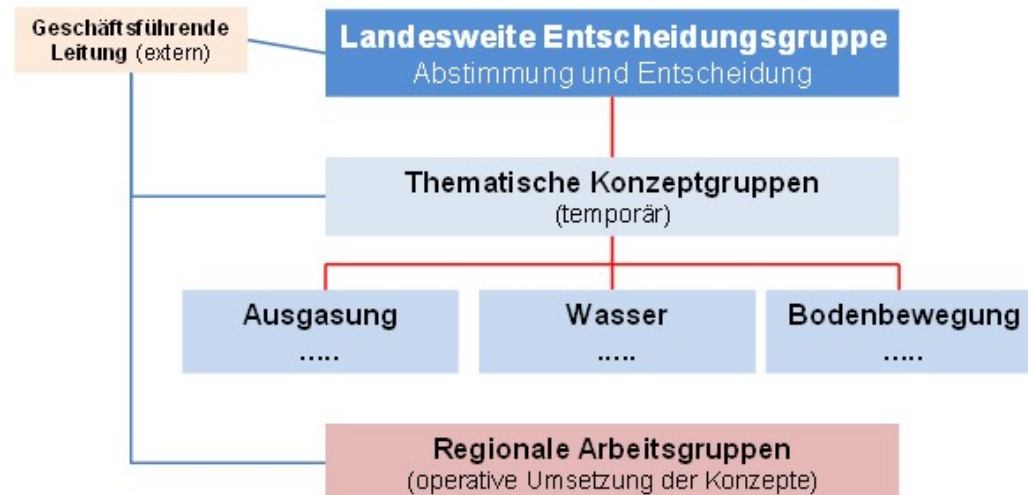 Geschäftsführende
Leitung (extern)
Landesweite Entscheidungsgruppe
Abstimmung und Entscheidung
Thematische Konzeptgruppen
(temporär)
Ausgasung
.....
Wasser
.....
Bodenbewegung
.....
Regionale Arbeitsgruppen
(operative Umsetzung der Konzepte)